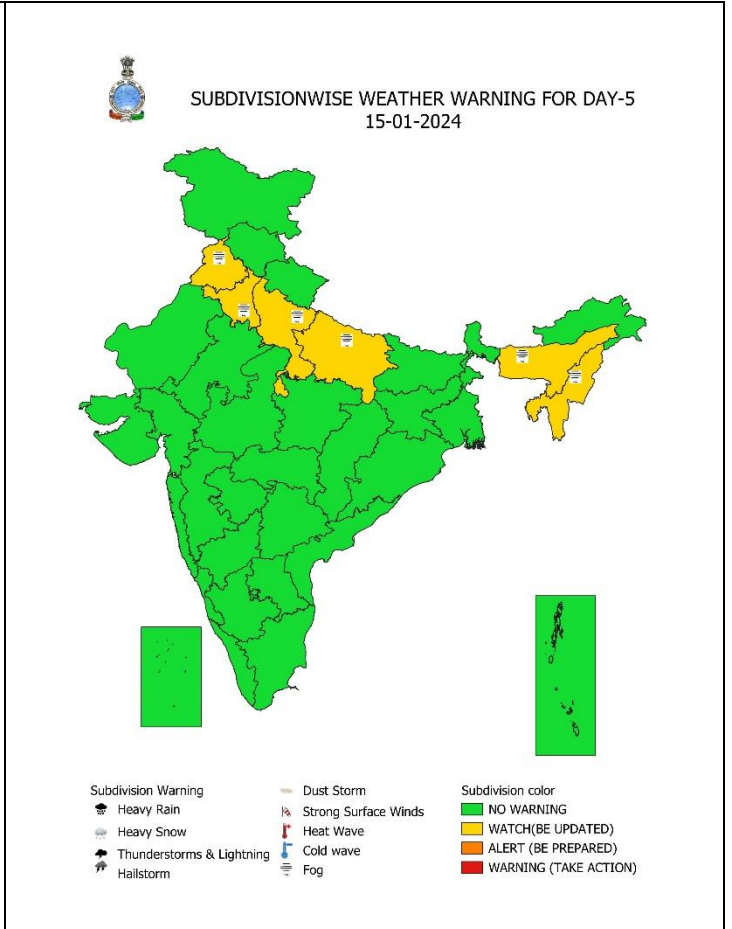 SUBDIVISIONWISE WEATHER WARNING FOR DAY-5
15-01-2024
Subdivision Warning
Heavy Rain
Heavy Snow
Thunderstorms & Lightning
Hailstorm
Dust Storm
Strong Surface Winds
Heat Wave
Cold wave
Fog
Subdivision color
NO WARNING
WATCH(BE UPDATED)
ALERT (BE PREPARED)
WARNING (TAKE ACTION)